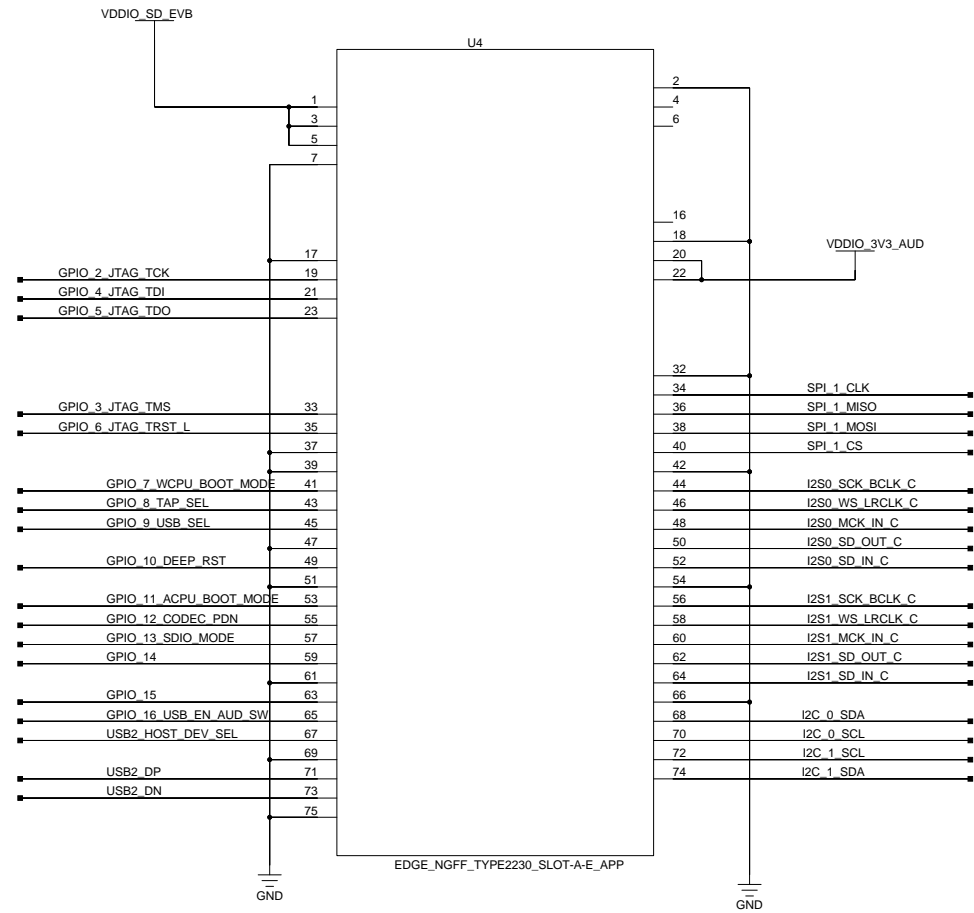 VDDIO_SD_EVB
U4
2
1
4
3
6
5
7
16
18
VDDIO_3V3_AUD
17
20
GPIO_2_JTAG_TCK 19
22
GPIO_4_JTAG_TDI 21
GPIO_5_JTAG_TDO 23
32
34 SPI_1_CLK
GPIO_3_JTAG_TMS 33
36 SPI_1_MISO
GPIO_6_JTAG_TRST_L 35
38 SPI_1_MOSI
37
40 SPI_1_CS
39
42
GPIO_7_WCPU_BOOT_MODE 41
44 I2S0_SCK_BCLK_C
GPIO_8_TAP_SEL 43
46 I2S0_WS_LRCLK_C
GPIO_9_USB_SEL 45
48 I2S0_MCK_IN_C
47
50 I2S0_SD_OUT_C
GPIO_10_DEEP_RST 49
52 I2S0_SD_IN_C
51
54
GPIO_11_ACPU_BOOT_MODE 53
56 I2S1_SCK_BCLK_C
GPIO_12_CODEC_PDN 55
58 I2S1_WS_LRCLK_C
GPIO_13_SDIO_MODE 57
60 I2S1_MCK_IN_C
GPIO_14 59
62 I2S1_SD_OUT_C
61
64 I2S1_SD_IN_C
GPIO_15 63
66
GPIO_16_USB_EN_AUD_SW 65
68 I2C_0_SDA
USB2_HOST_DEV_SEL 67
70 I2C_0_SCL
69
72 I2C_1_SCL
USB2_DP 71
74 I2C_1_SDA
USB2_DN 73
75
EDGE_NGFF_TYPE2230_SLOT-A-E_APP
GND
GND